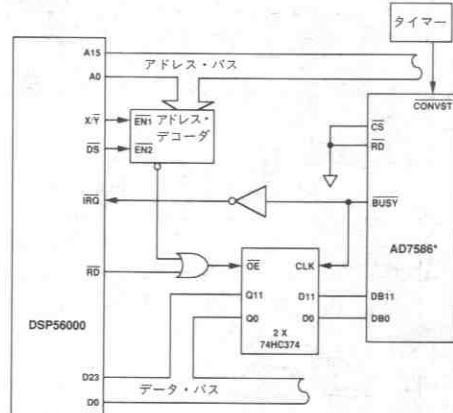 タイマー
A15
アドレス・バス
A0
CONVST
X/Y
EN1
アドレス・
デコーダ
DS
EN2
CS
RD
IRQ
BUSY
AD7586*
OE
CLK
RD
DSP56000
Q11
D11
DB11
Q0
D0
DB0
2 X
74HC374
D23
データ・バス
D0